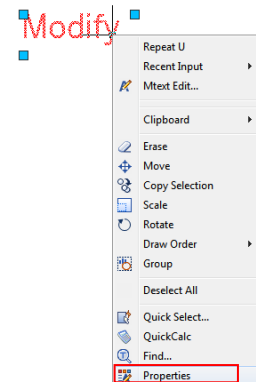 Modify
Repeat U
Recent Input
Mtext Edit...
Clipboard
Erase
Move
Copy Selection
Scale
Rotate
Draw Order
Group
Deselect All
Quick Select...
QuickCalc
Find...
Properties